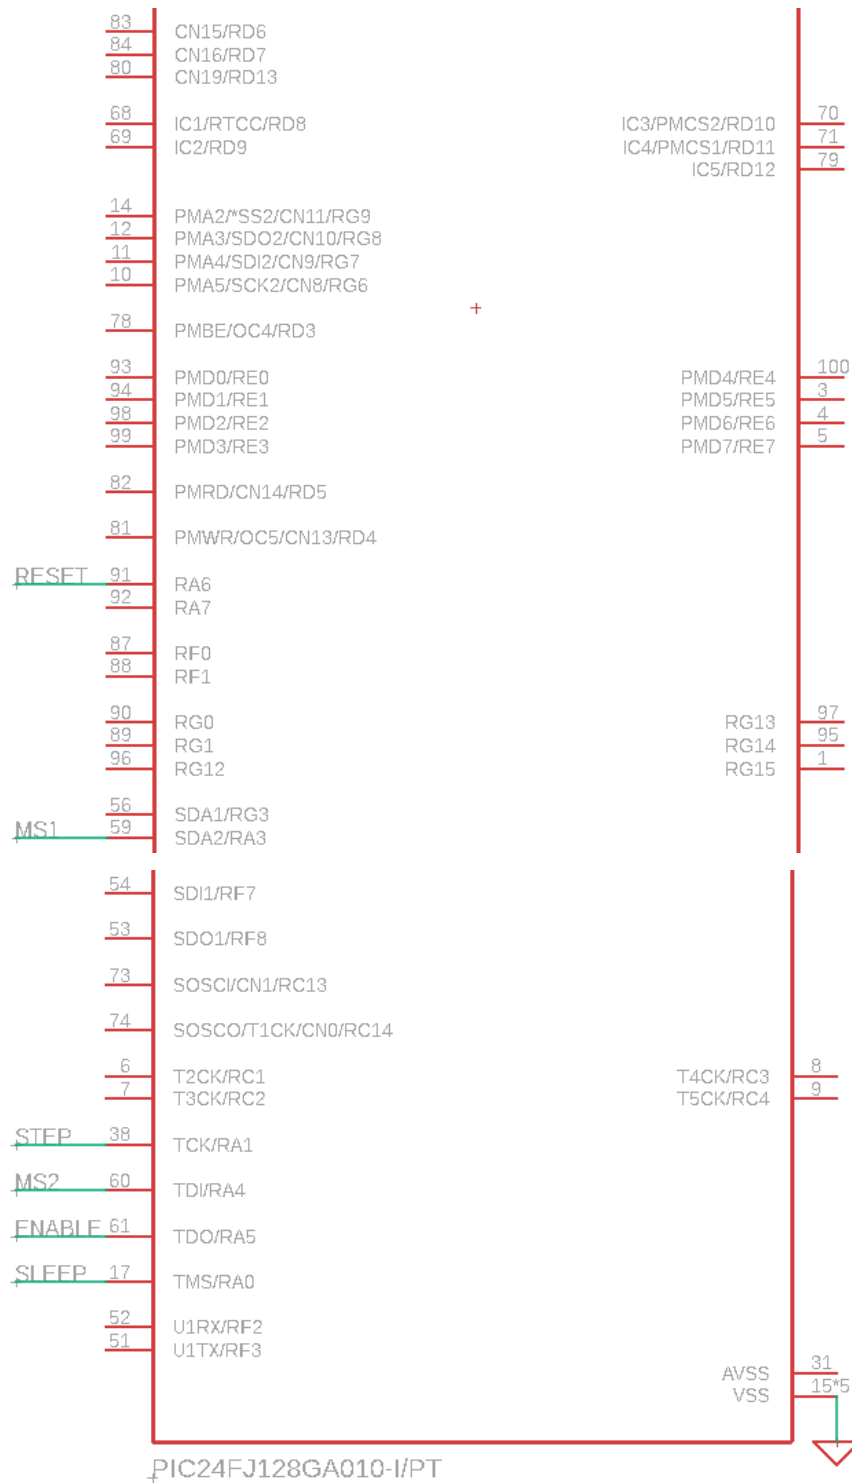 83 CN15/RD6
84 CN16/RD7
80 CN19/RD13
68 IC1/RTCC/RD8 IC3/PMCS2/RD10 70
69 IC2/RD9 IC4/PMCS1/RD11 71
IC5/RD12 79
14 PMA2/*SS2/CN11/RG9
12 PMA3/SDO2/CN10/RG8
11 PMA4/SDI2/CN9/RG7
10 PMA5/SCK2/CN8/RG6
78 PMBE/OC4/RD3
93 PMD0/RE0 PMD4/RE4 100
94 PMD1/RE1 PMD5/RE5 3
98 PMD2/RE2 PMD6/RE6 4
99 PMD3/RE3 PMD7/RE7 5
82 PMRD/CN14/RD5
81 PMWR/OC5/CN13/RD4
RESET 91 RA6
92 RA7
87 RF0
88 RF1
90 RG0 RG13 97
89 RG1 RG14 95
96 RG12 RG15 1
56 SDA1/RG3
MS1 59 SDA2/RA3
54 SDI1/RF7
53 SDO1/RF8
73 SOSCI/CN1/RC13
74 SOSCO/T1CK/CN0/RC14
6 T2CK/RC1 T4CK/RC3 8
7 T3CK/RC2 T5CK/RC4 9
STEP 38 TCK/RA1
MS2 60 TDI/RA4
ENABLE 61 TDO/RA5
SLEEP 17 TMS/RA0
52 U1RX/RF2
51 U1TX/RF3
AVSS 31
VSS 15*5
PIC24FJ128GA010-I/PT